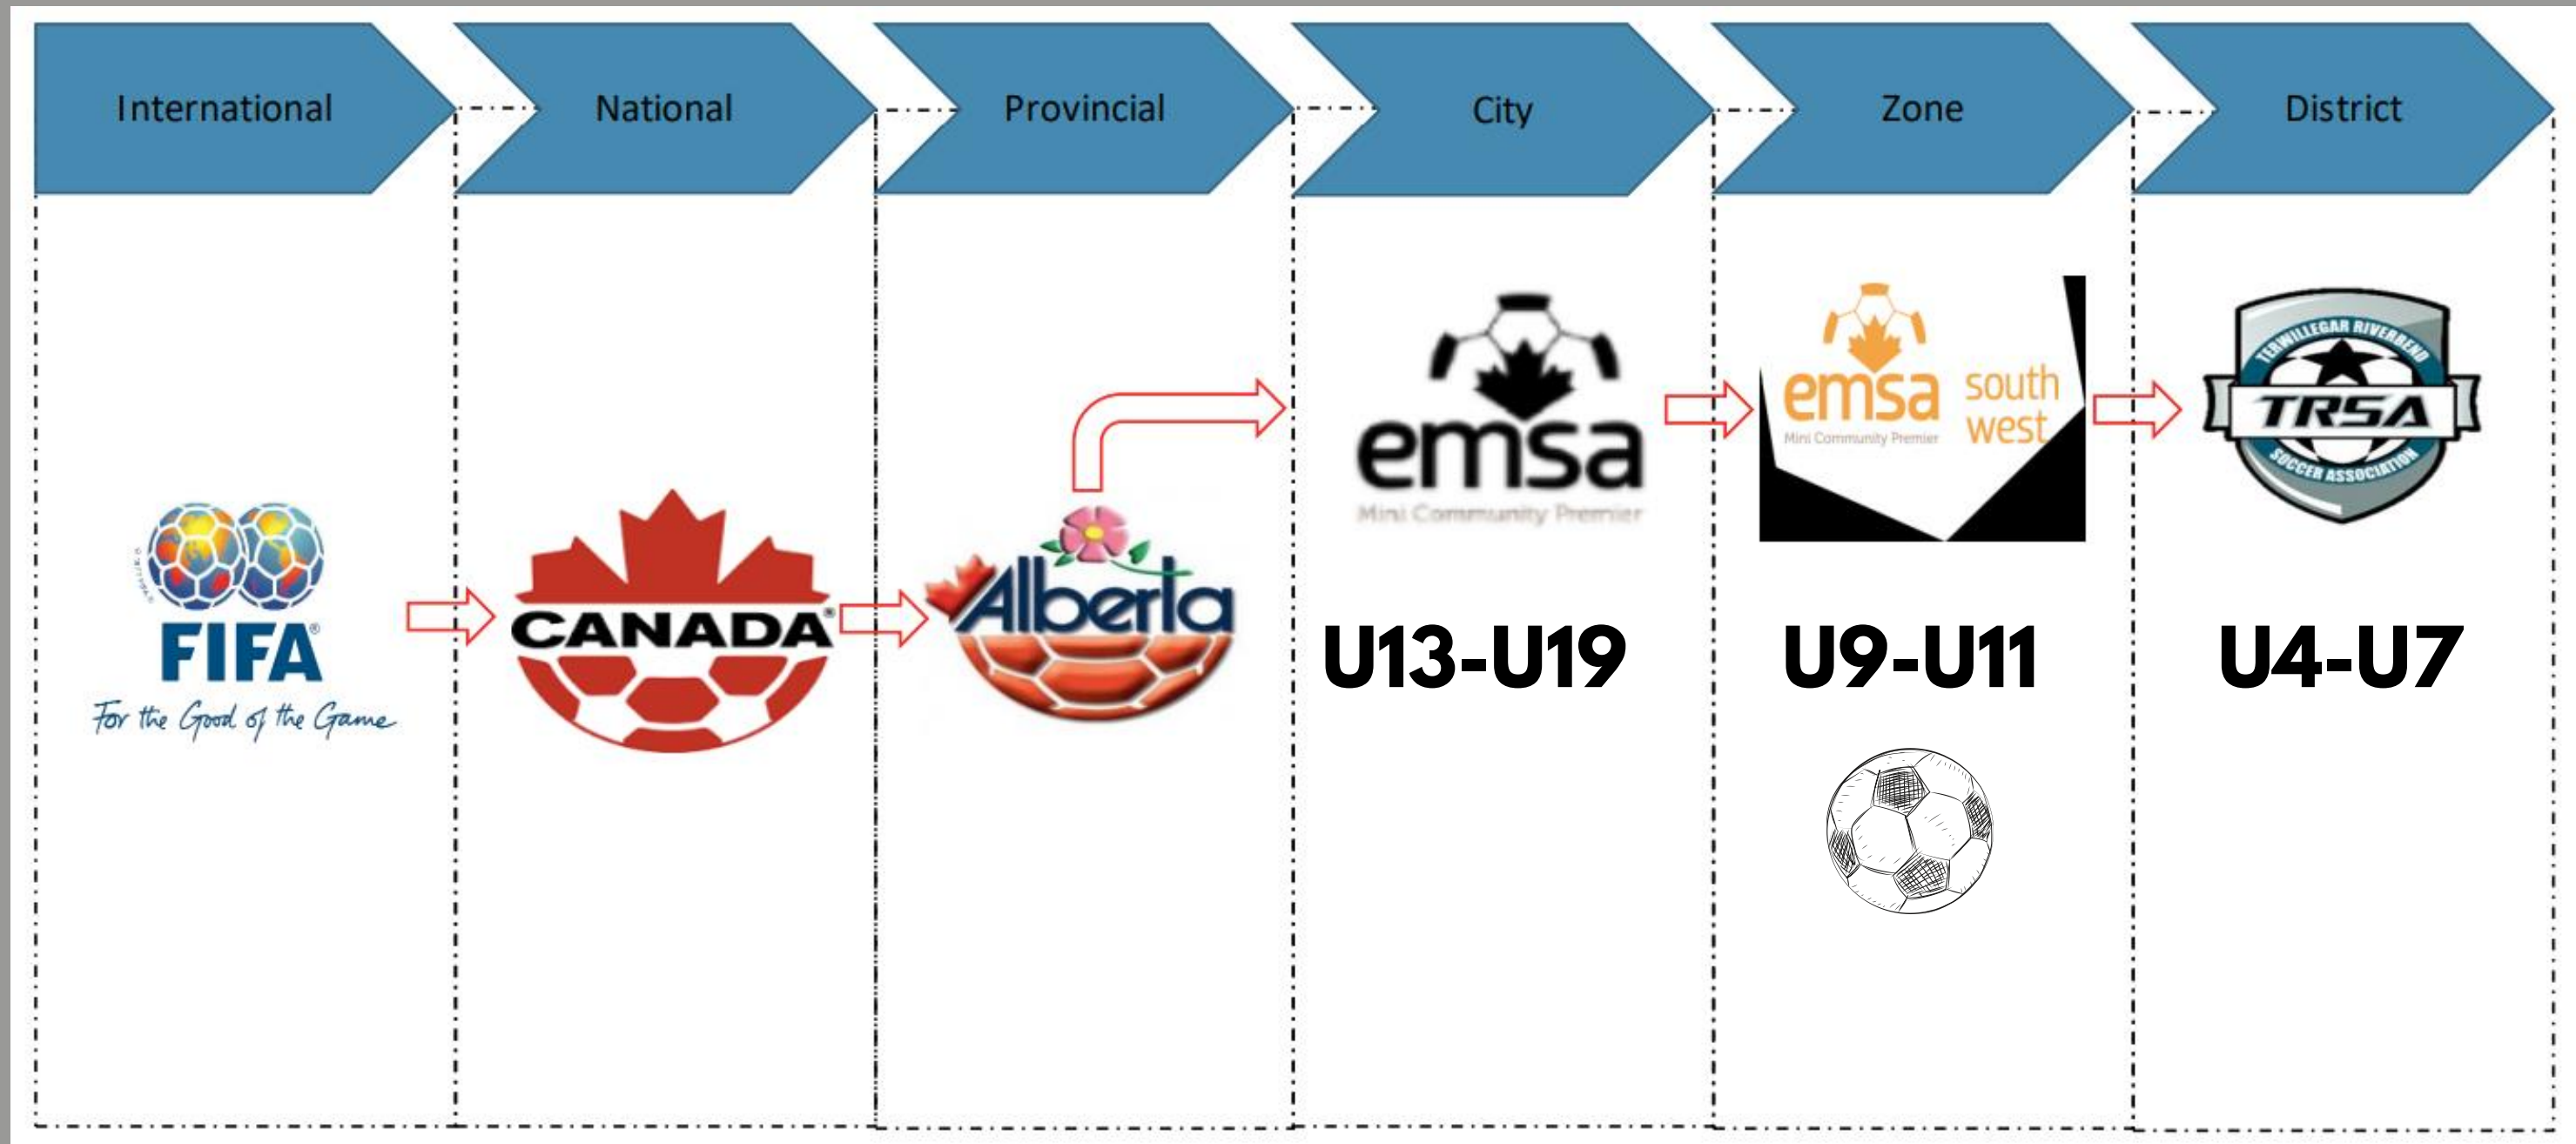 International
National
Provincial
City
Zone
District
FIFA®
For the Good of the Game
CANADA®
Alberta
emsa
Mini Community Premier
U13-U19
emsa
Mini Community Premier
south
west
U9-U11
TERWILLEGAR RIVERBEND
TRSA
SOCCER ASSOCIATION
U4-U7